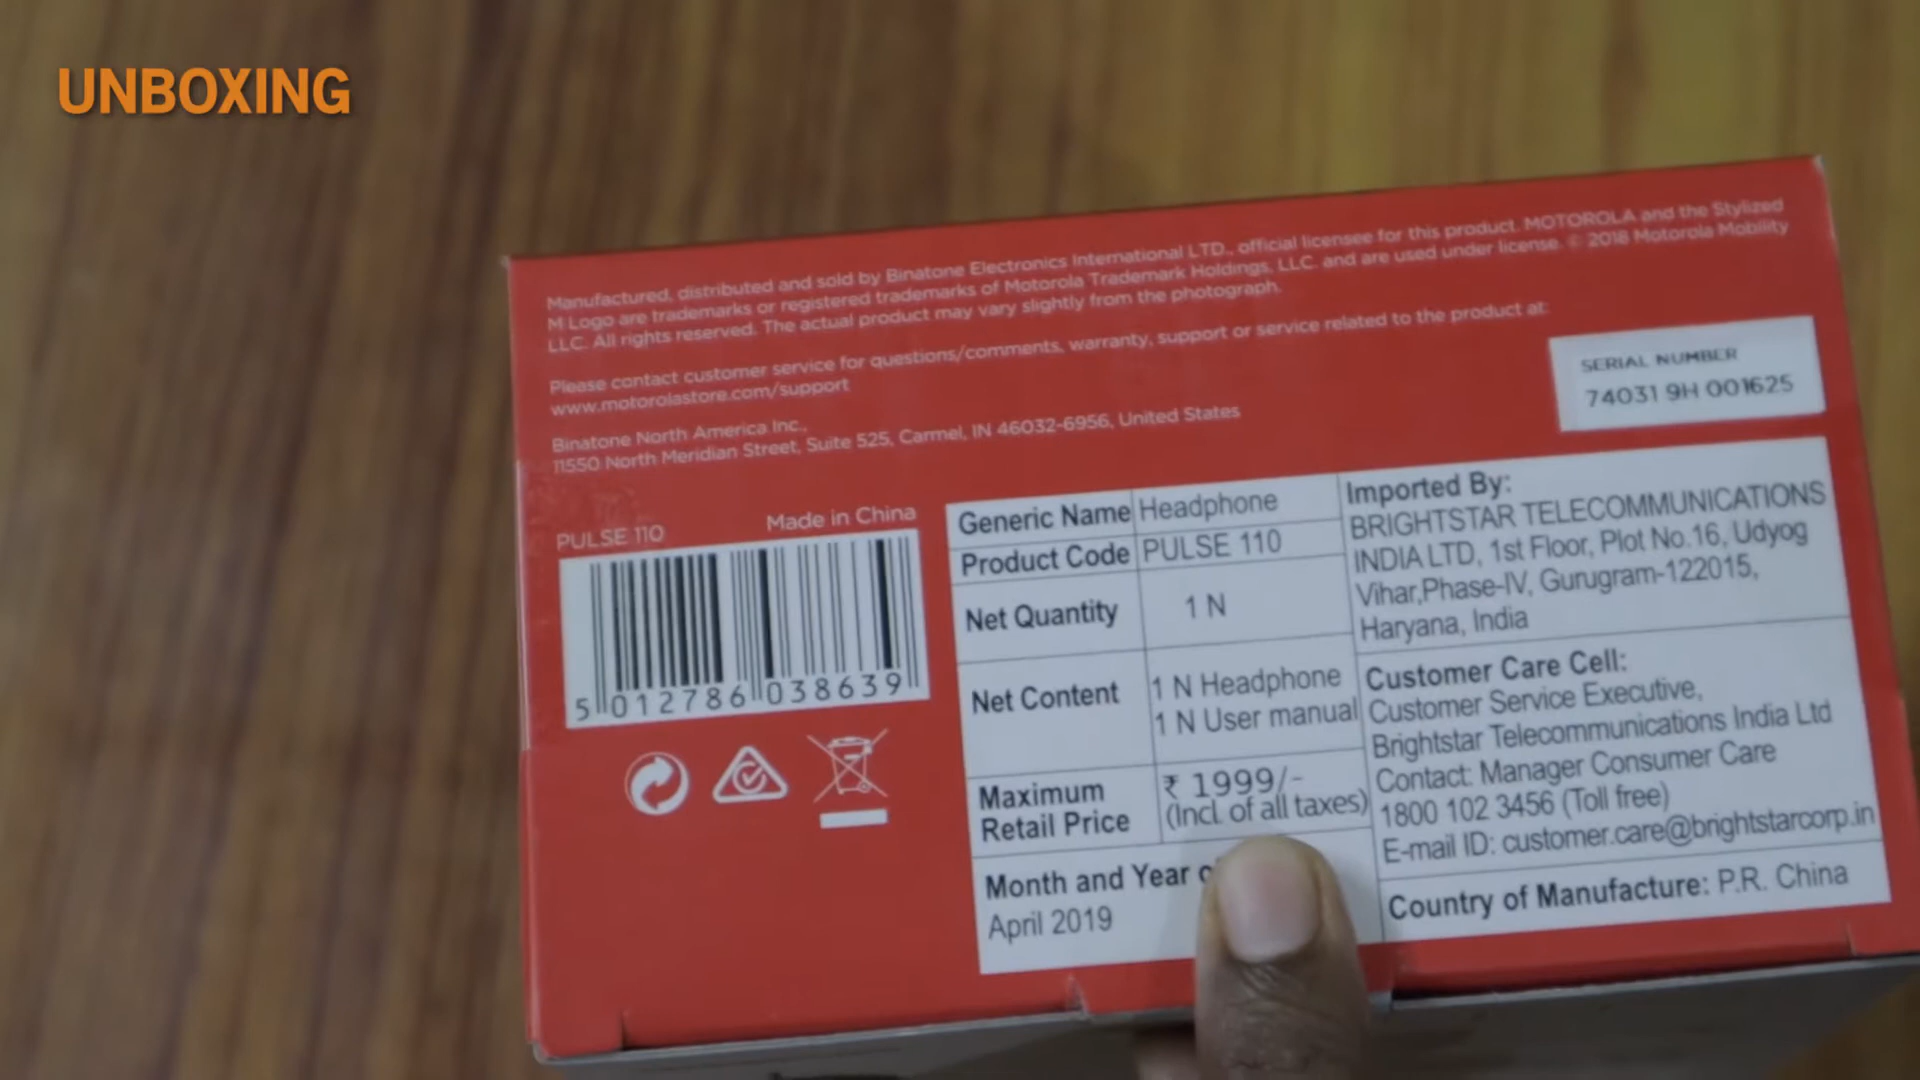 UNBOXING
Manufactured, distributed and sold by Binatone Electronics International LTD., official licensee for this product. MOTOROLA and the Stylized
M Logo are trademarks or registered trademarks of Motorola Trademark Holdings, LLC. and are used under license. © 2018 Motorola Mobility
LLC. All rights reserved. The actual product may vary slightly from the photograph.
Please contact customer service for questions/comments, warranty, support or service related to the product at:
www.motorolastore.com/support
Binatone North America Inc.,
11550 North Meridian Street, Suite 525, Carmel, IN 46032-6956, United States
SERIAL NUMBER
74031 9H 001625
PULSE 110 Made in China
5 012786 038639
Generic Name Headphone
Product Code PULSE 110
Net Quantity 1 N
Net Content 1 N Headphone
1 N User manual
Maximum
Retail Price
₹ 1999/-
(Incl. of all taxes)
Month and Year
April 2019
Imported By:
BRIGHTSTAR TELECOMMUNICATIONS
INDIA LTD, 1st Floor, Plot No.16, Udyog
Vihar,Phase-IV, Gurugram-122015,
Haryana, India
Customer Care Cell:
Customer Service Executive,
Brightstar Telecommunications India Ltd
Contact: Manager Consumer Care
1800 102 3456 (Toll free)
E-mail ID: customer.care@brightstarcorp.in
Country of Manufacture: P.R. China